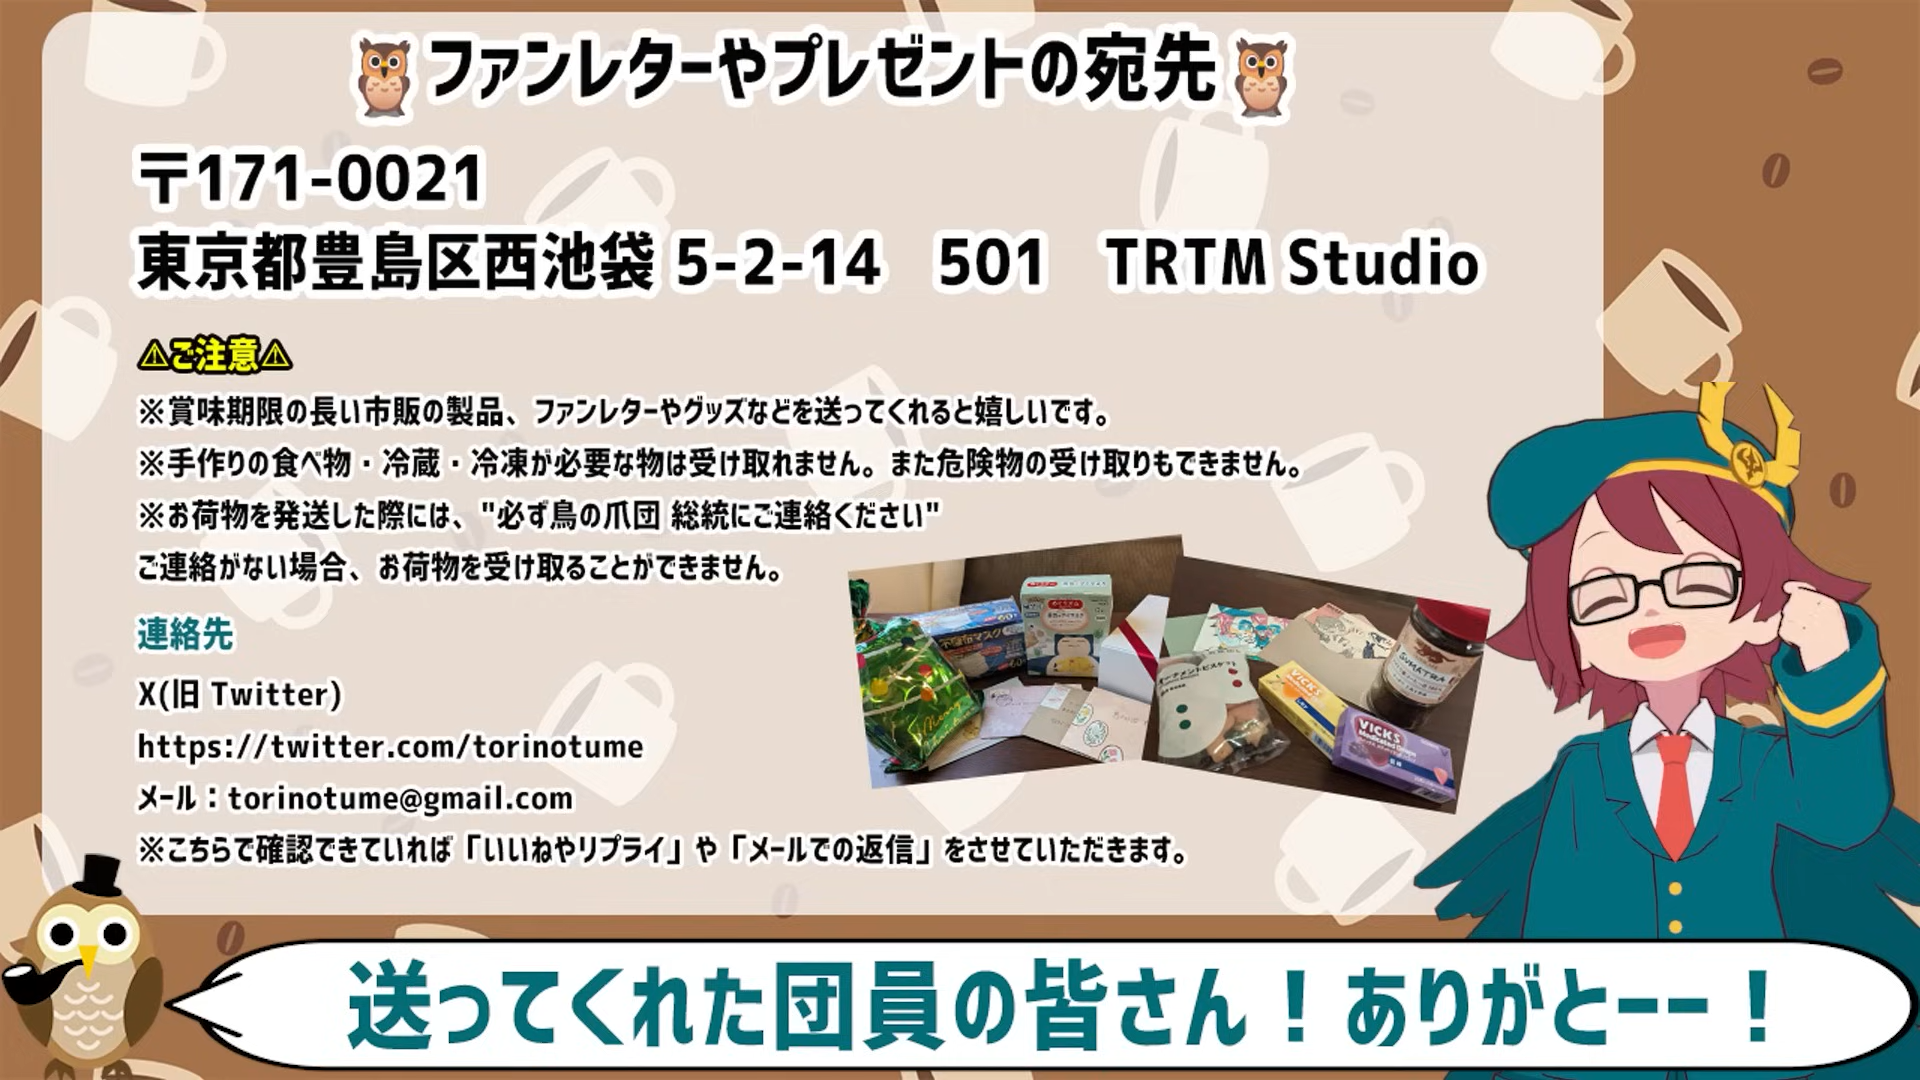 ファンレターやプレゼントの宛先
〒171-0021
東京都豊島区西池袋 5-2-14 501 TRTM Studio
⚠ご注意⚠
※賞味期限の長い市販の製品、ファンレターやグッズなどを送ってくれると嬉しいです。
※手作りの食べ物・冷蔵・冷凍が必要な物は受け取れません。また危険物の受け取りもできません。
※お荷物を発送した際には、"必ず鳥の爪団 総統にご連絡ください"
ご連絡がない場合、お荷物を受け取ることができません。
連絡先
X(旧 Twitter)
https://twitter.com/torinotume
メール：torinotume@gmail.com
※こちらで確認できていれば「いいねやリプライ」や「メールでの返信」をさせていただきます。
不織布マスク
SUMATRA
VICKS
VICKS
Medicated Drops
送ってくれた団員の皆さん！ありがとーー！